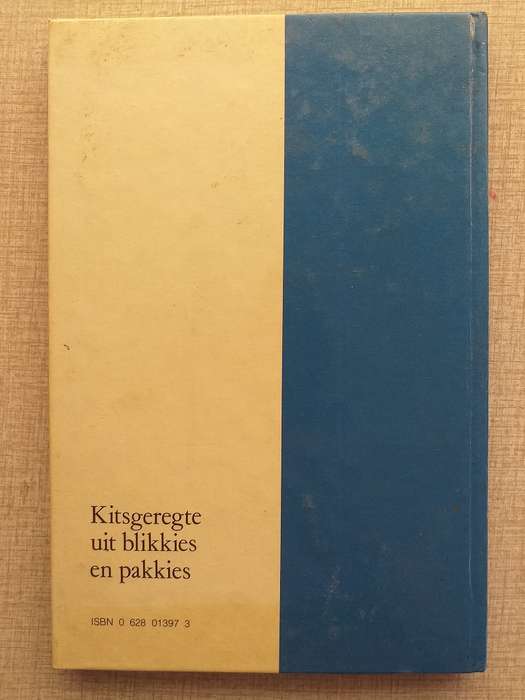 Kitsgeregte
uit blikkies
en pakkies
ISBN 0 628 01397 3